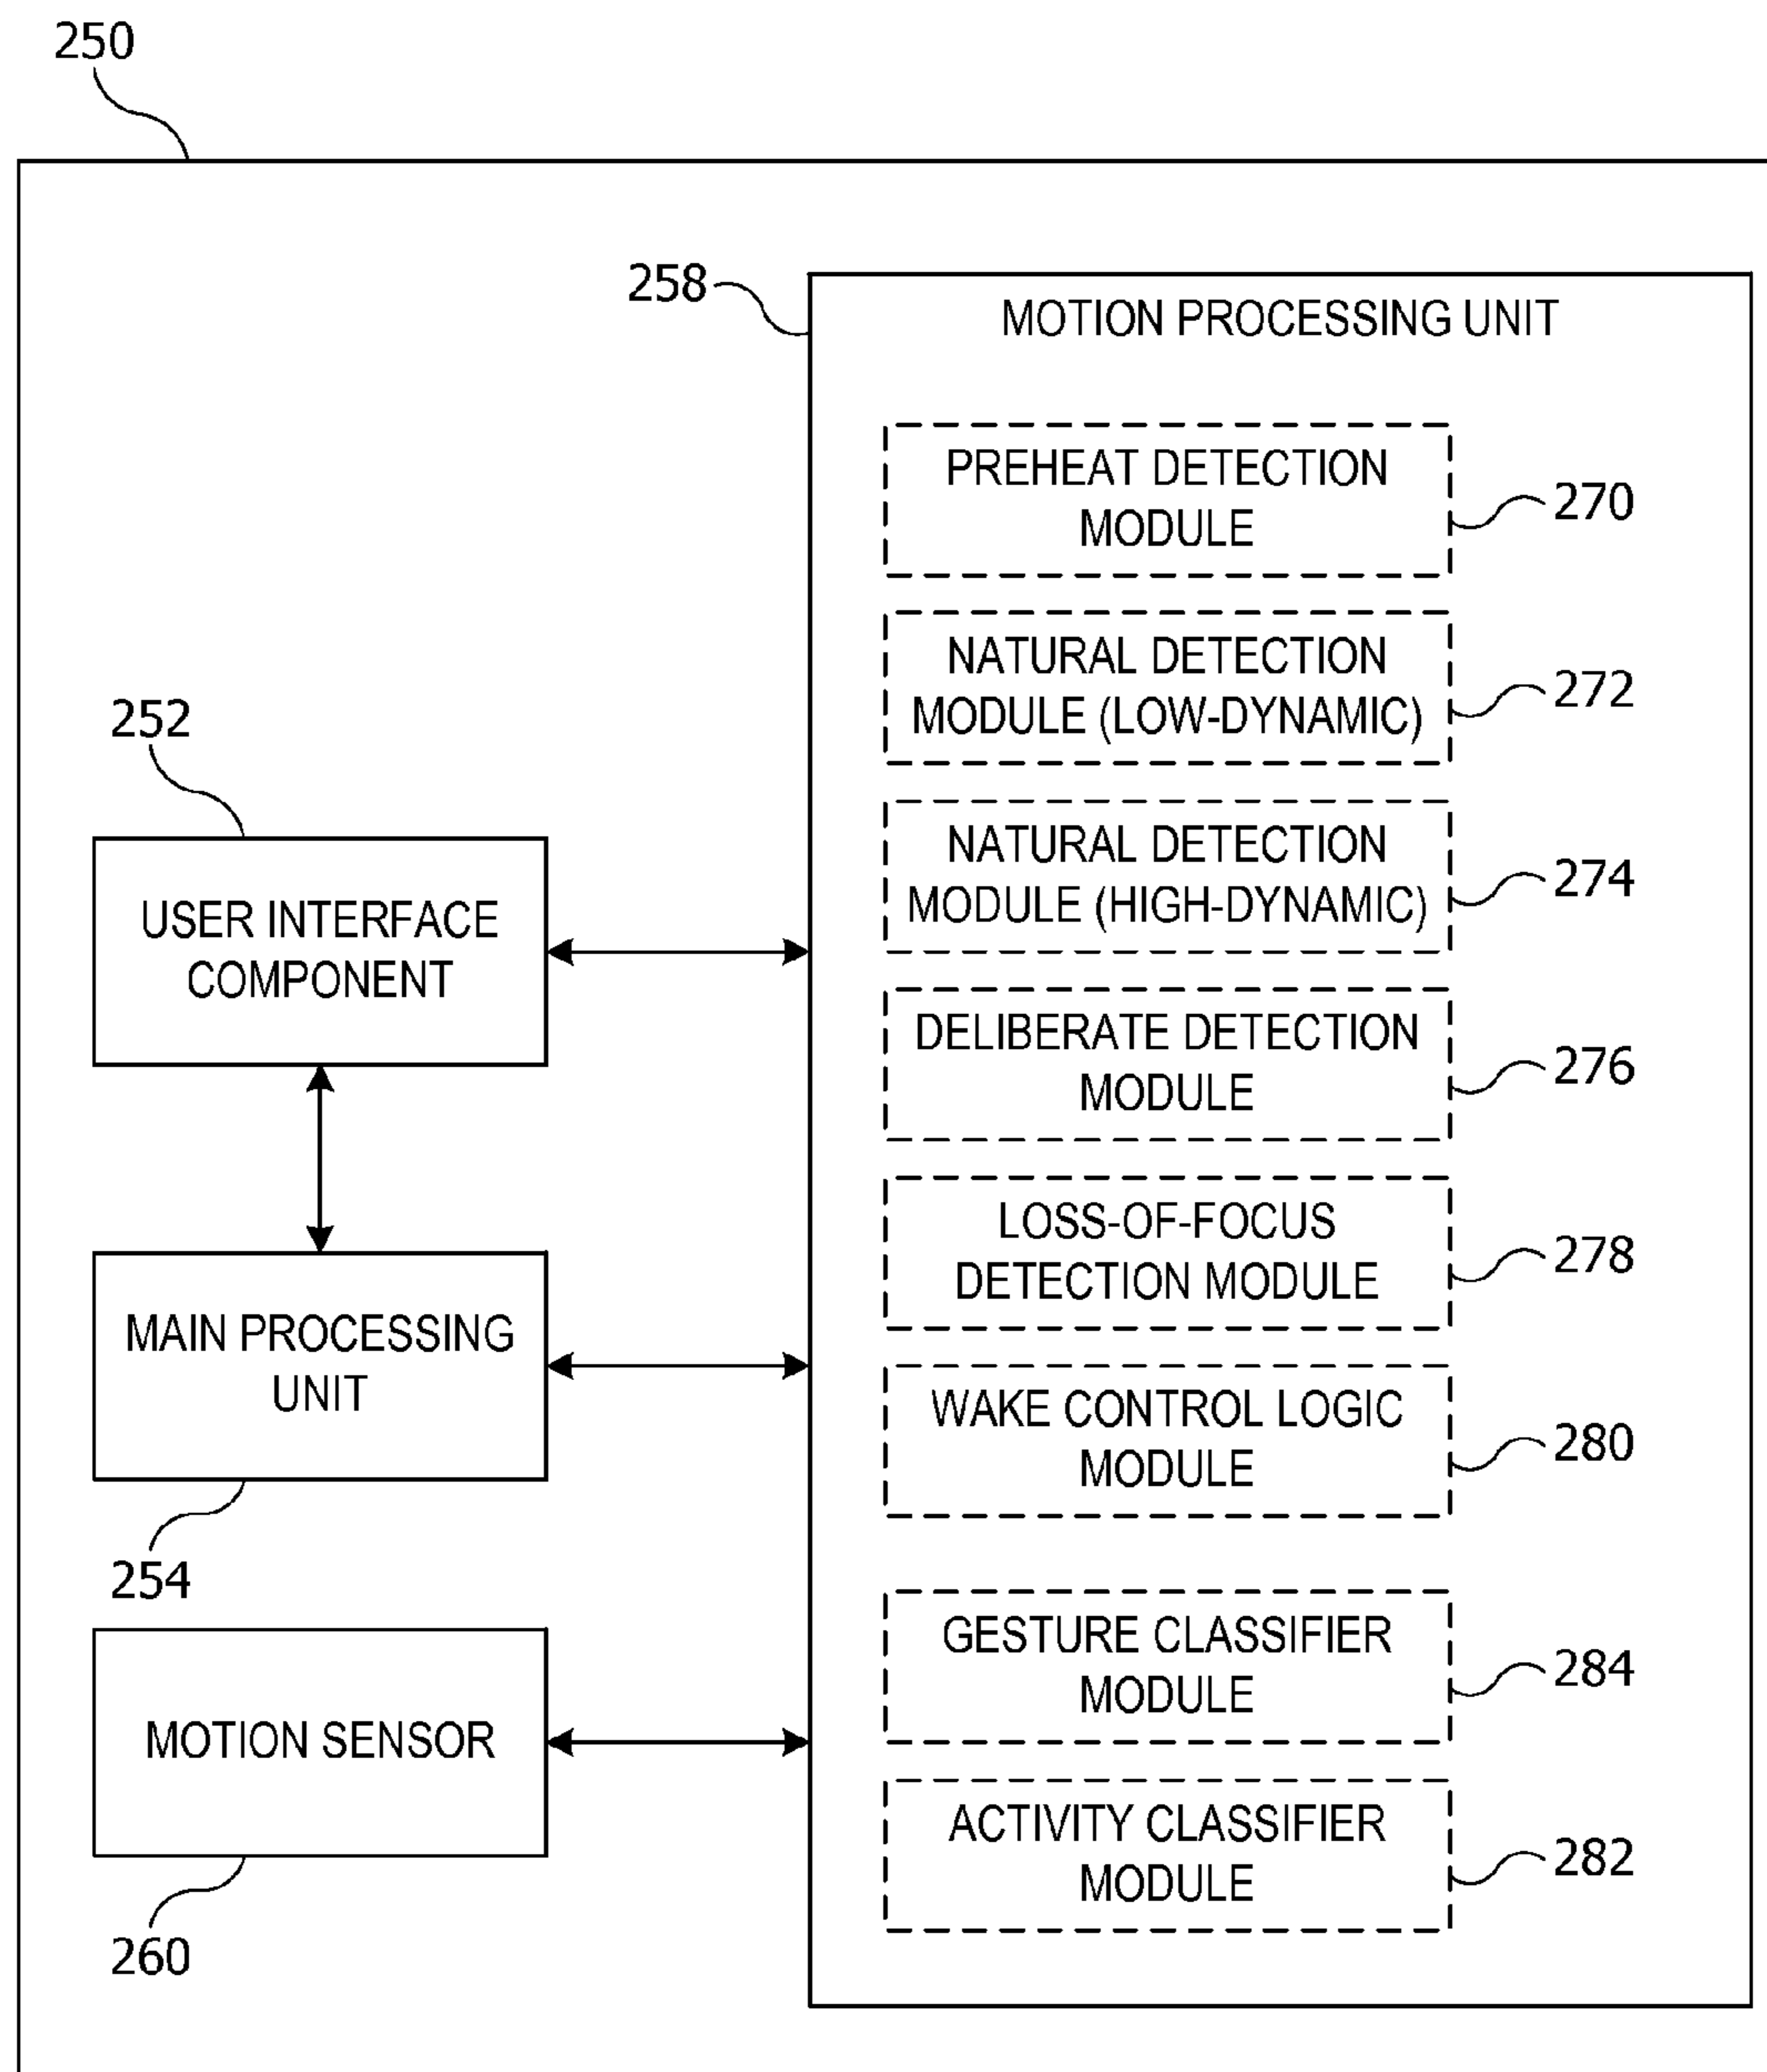 250
258
MOTION PROCESSING UNIT
PREHEAT DETECTION
MODULE
270
NATURAL DETECTION
MODULE (LOW-DYNAMIC)
272
NATURAL DETECTION
MODULE (HIGH-DYNAMIC)
274
DELIBERATE DETECTION
MODULE
276
LOSS-OF-FOCUS
DETECTION MODULE
278
WAKE CONTROL LOGIC
MODULE
280
GESTURE CLASSIFIER
MODULE
284
ACTIVITY CLASSIFIER
MODULE
282
252
USER INTERFACE
COMPONENT
MAIN PROCESSING
UNIT
254
MOTION SENSOR
260